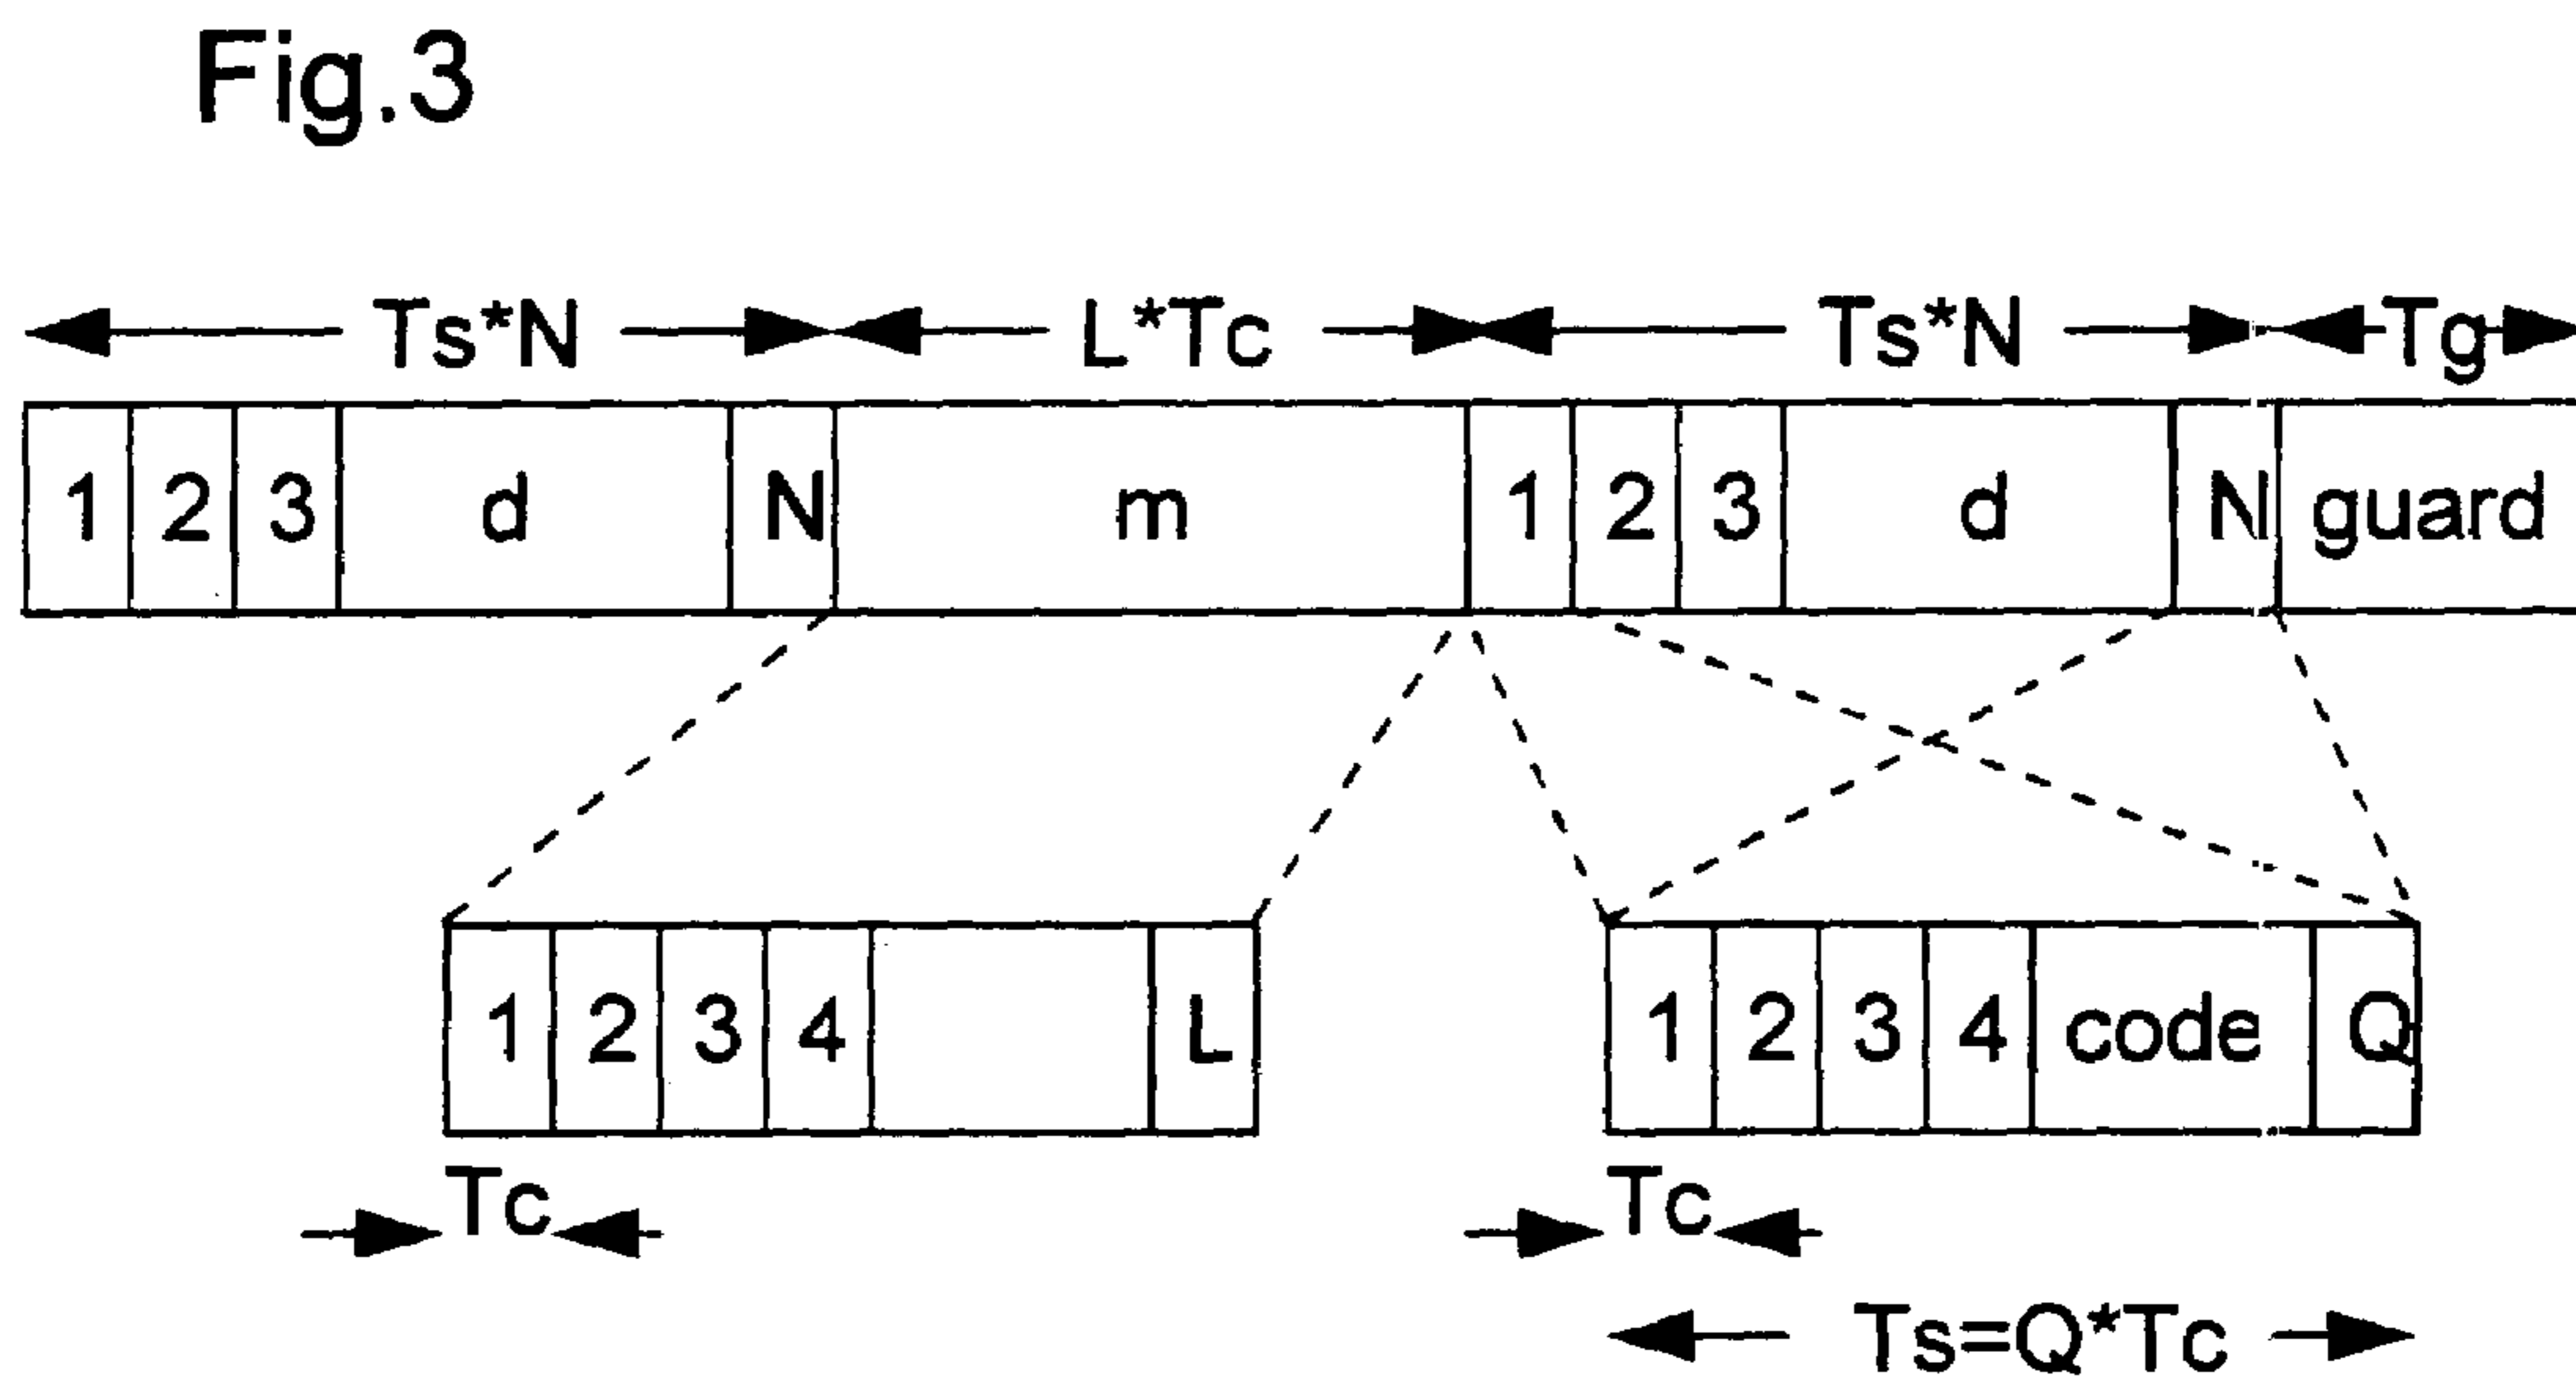 Fig.3
Ts*N L*Tc Ts*N Tg
1 2 3 d N m 1 2 3 d N guard
1 2 3 4 L 1 2 3 4 code Q
Tc Tc
Ts=Q*Tc